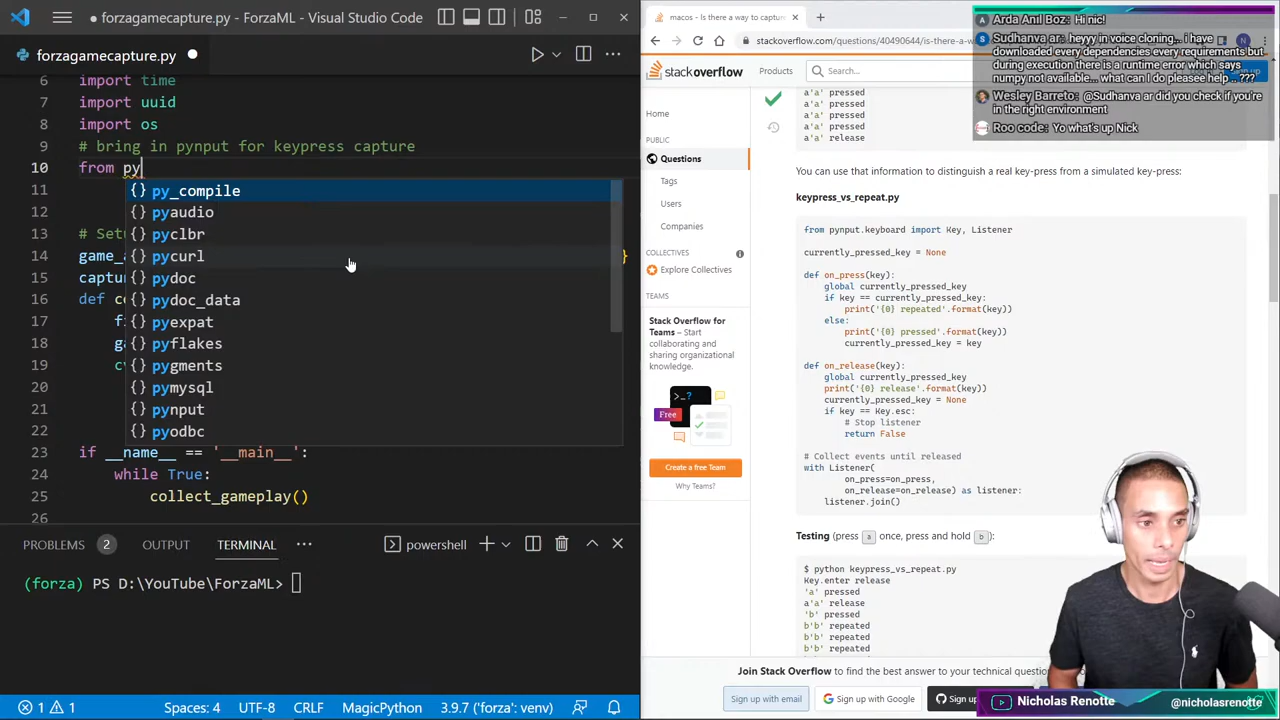 forzagamecapture.py - ForzaML - Visual Studio Code
forzagamecapture.py
6 import time
7 import uuid
8 import os
9 # Bring in pynput for keypress capture
10 from py
11 {} py_compile
12 {} pyaudio
13 # Set {} pyclbr
14 game_ {}
15 captu
16 def {} pydoc_data
17
18 {} pyflakes
19 {} pygments
20 {} pymysql
21 {} pynput
22 {}
23 if __name__ '__main__':
24 while True:
25 collect_gameplay()
26
PROBLEMS 2 OUTPUT TERMINAL ··· powershell
(forza) PS D:\YouTube\ForzaML>
1 Spaces: 4 UTF-8 CRLF MagicPython 3.9.7 ('forza': venv)
macos - Is there a way to capture
stackoverflow.com/questions/40490644/is-there-a-w
stackoverflow Products Search...
Home
PUBLIC
Questions
Tags
Users
Companies
COLLECTIVES
Explore Collectives
TEAMS
Stack Overflow for
Teams – Start
collaborating and
sharing organizational
knowledge.
Free
Create a free Team
Why Teams?
a'a' pressed
a'a' pressed
a'a' pressed
a'a' pressed
a'a' release
You can use that information to distinguish a real key-press from a simulated key-press:
keypress_vs_repeat.py
from pynput.keyboard import Key, Listener
currently_pressed_key = None
def on_press(key):
global currently_pressed_key
if key == currently_pressed_key:
print('{0} repeated'.format(key))
else:
print('{0} pressed'.format(key))
currently_pressed_key = key
def on_release(key):
global currently_pressed_key
print('{0} release'.format(key))
currently_pressed_key = None
if key == Key.esc:
# Stop listener
return False
# Collect events until released
with Listener(
on_press=on_press,
on_release=on_release) as listener:
listener.join()
Testing (press a once, press and hold b):
$ python keypress_vs_repeat.py
Key.enter release
'a' pressed
a'a' release
'b' pressed
b'b' repeated
b'b' repeated
b'b' repeated
Join Stack Overflow to find the best answer to your technical
Sign up with email Sign up with Google Sign up
Arda Anıl Boz: Hi nic!
Sudhanva ar: heyyy in voice cloning... i have
downloaded every dependencies every requirements but
during execution there is a runtime error which says
numpy not available... what can I do pleasee help .. ???
Wesley Barreto: @Sudhanva ar did you check if you're
in the right environment
Roo code: Yo what's up Nick
Nicholas Renotte @nicholasrenotte